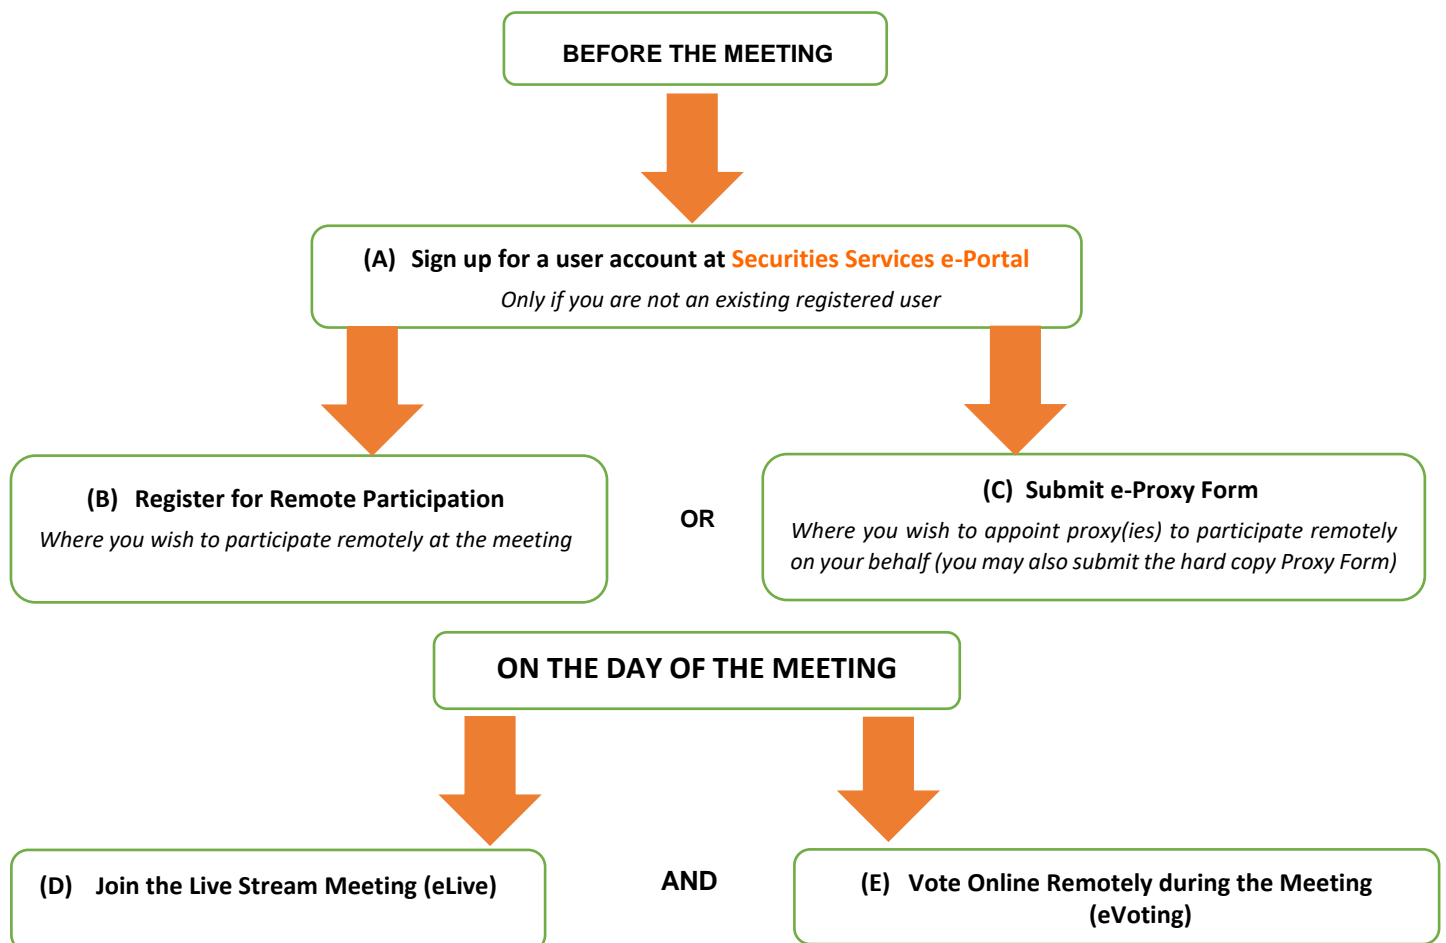 BEFORE THE MEETING
(A) Sign up for a user account at Securities Services e-Portal
Only if you are not an existing registered user
(B) Register for Remote Participation
Where you wish to participate remotely at the meeting
OR
(C) Submit e-Proxy Form
Where you wish to appoint proxy(ies) to participate remotely
on your behalf (you may also submit the hard copy Proxy Form)
ON THE DAY OF THE MEETING
(D) Join the Live Stream Meeting (eLive)
AND
(E) Vote Online Remotely during the Meeting
(eVoting)